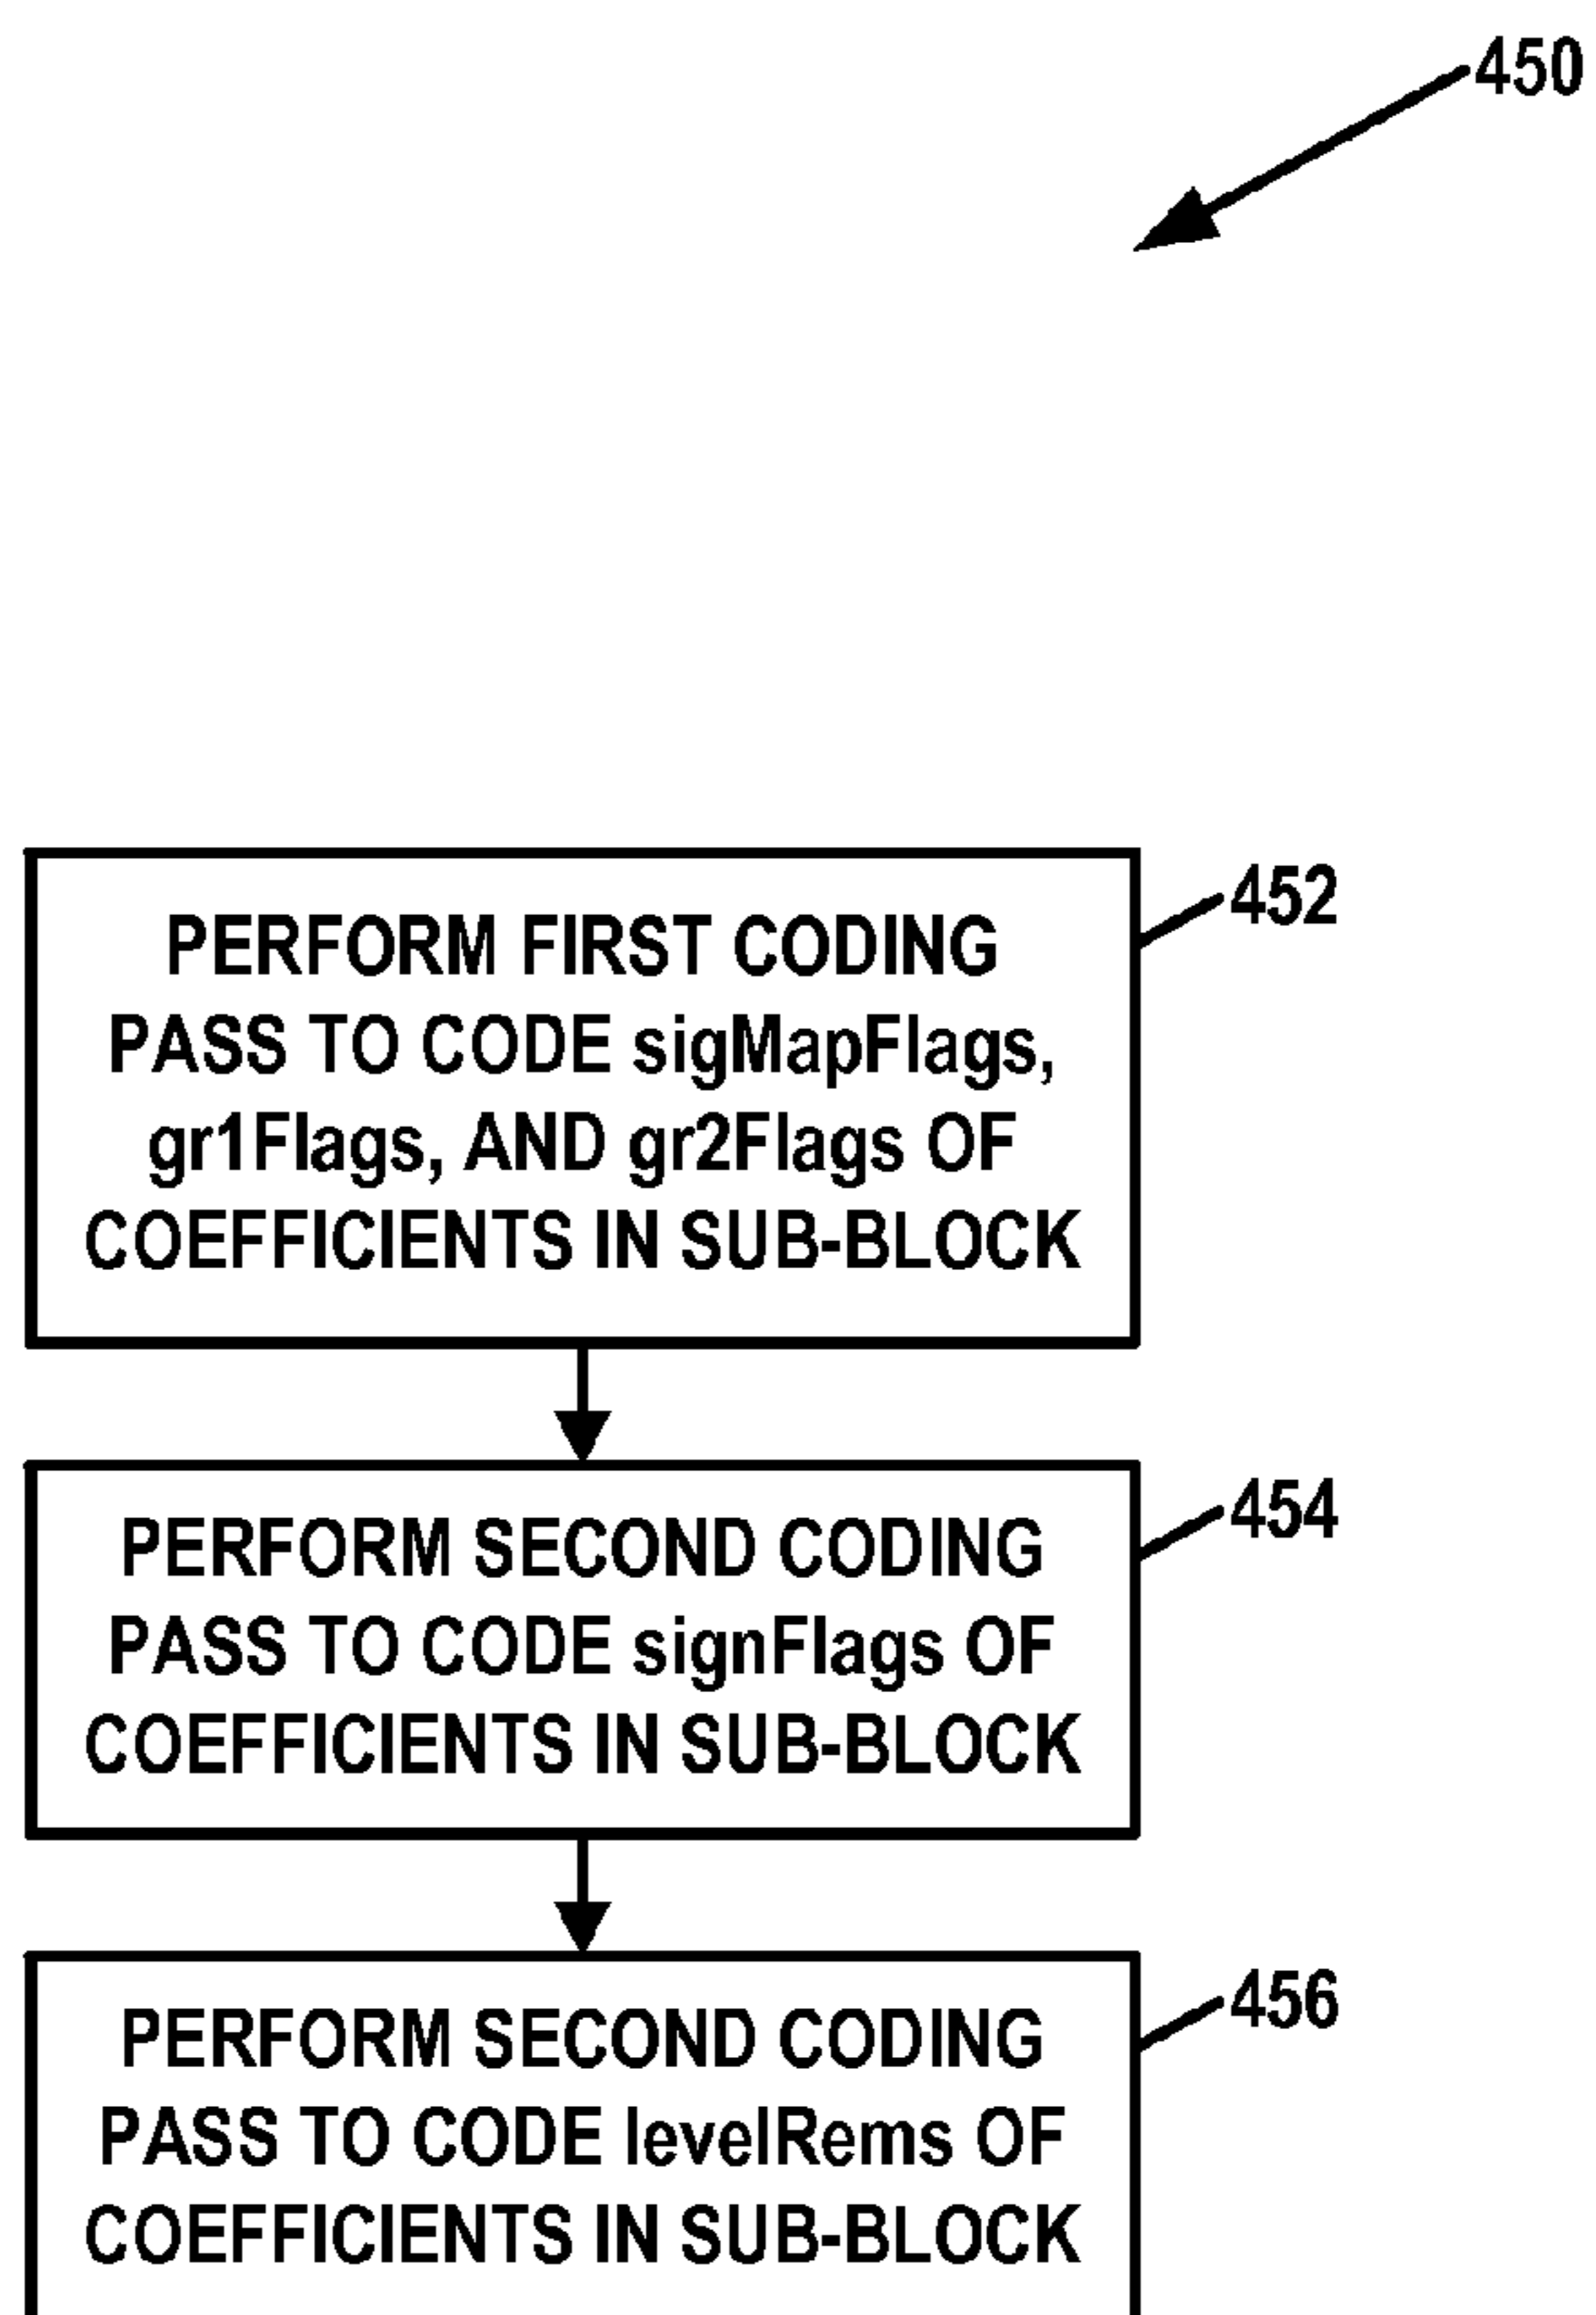 450
452
PERFORM FIRST CODING
PASS TO CODE sigMapFlags,
gr1Flags, AND gr2Flags OF
COEFFICIENTS IN SUB-BLOCK
454
PERFORM SECOND CODING
PASS TO CODE signFlags OF
COEFFICIENTS IN SUB-BLOCK
456
PERFORM SECOND CODING
PASS TO CODE levelRems OF
COEFFICIENTS IN SUB-BLOCK